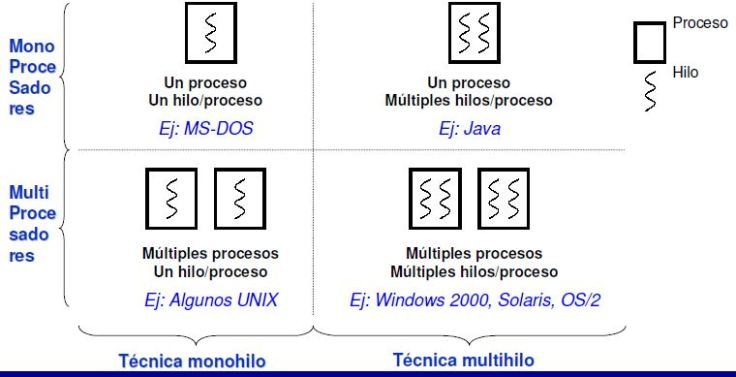 Mono
Proce
Sado
res
Un proceso
Un hilo/proceso
Ej: MS-DOS
Un proceso
Múltiples hilos/proceso
Ej: Java
Proceso
Hilo
Multi
Proce
sado
res
Múltiples procesos
Un hilo/proceso
Ej: Algunos UNIX
Múltiples procesos
Múltiples hilos/proceso
Ej: Windows 2000, Solaris, OS/2
Técnica monohilo
Técnica multihilo